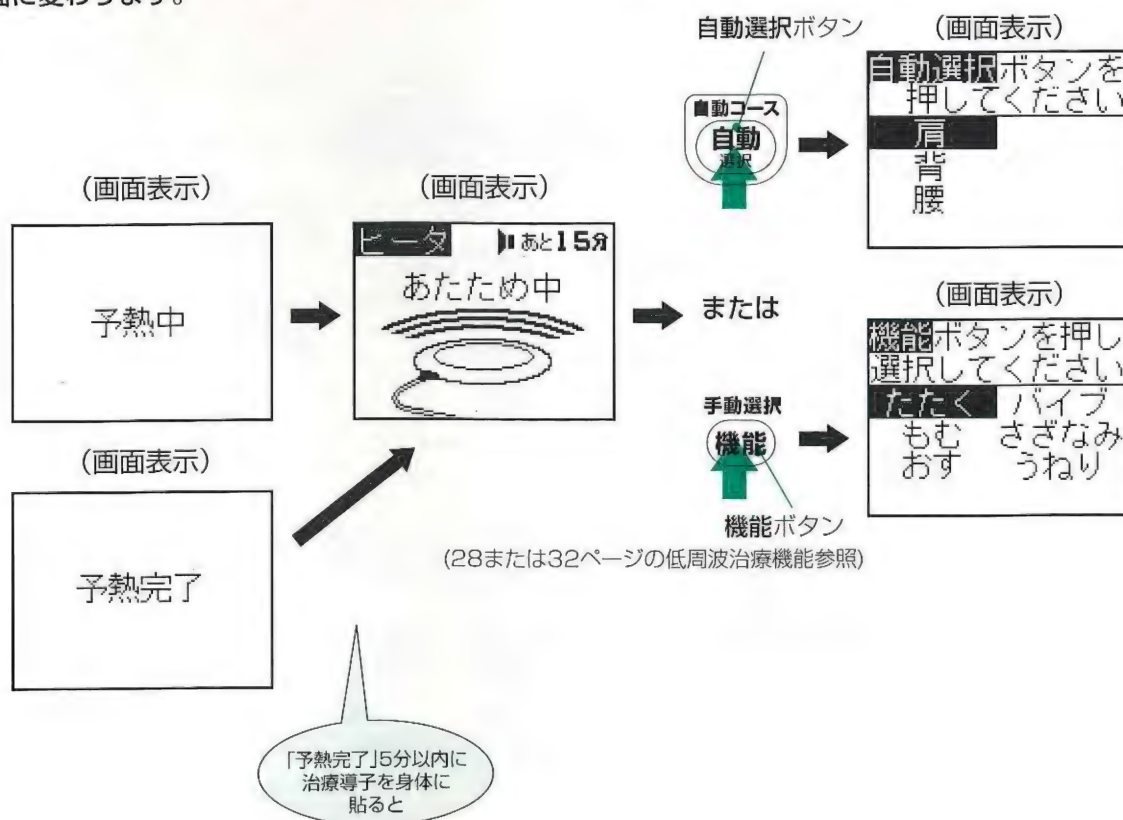 面に変わります。
自動選択ボタン
(画面表示)
自動コース
自動
選択
自動選択ボタンを
押してください
肩
背
腰
(画面表示)
予熱中
(画面表示)
ヒータ あと15分
あたため中
または
(画面表示)
機能ボタンを押し
選択してください
たたく バイブ
もむ さざなみ
おす うねり
手動選択
機能
機能ボタン
(28または32ページの低周波治療機能参照)
(画面表示)
予熱完了
「予熱完了」5分以内に
治療導子を身体に
貼ると